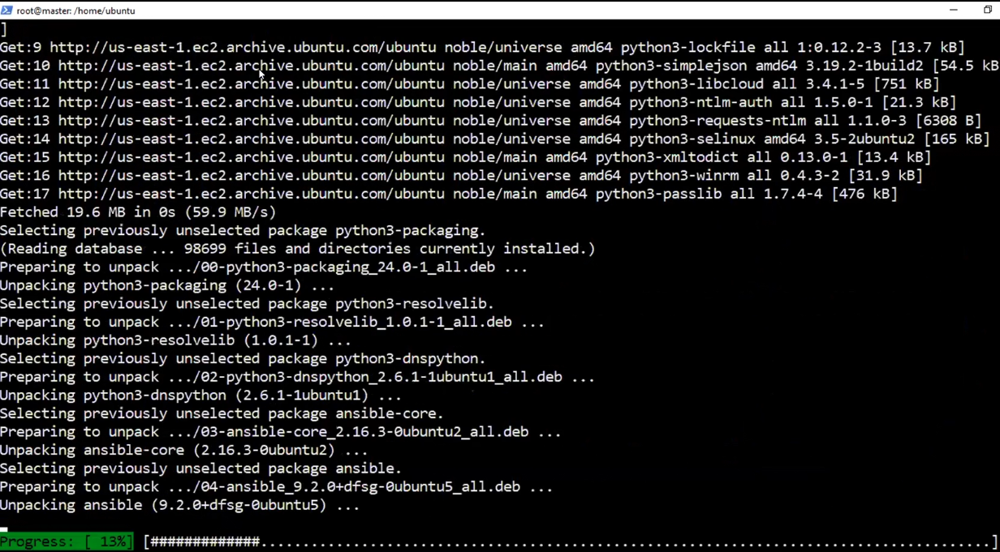 root@master: /home/ubuntu
]
Get:9 http://us-east-1.ec2.archive.ubuntu.com/ubuntu noble/universe amd64 python3-lockfile all 1:0.12.2-3 [13.7 kB]
Get:10 http://us-east-1.ec2.archive.ubuntu.com/ubuntu noble/main amd64 python3-simplejson amd64 3.19.2-1build2 [54.5 kB
Get:11 http://us-east-1.ec2.archive.ubuntu.com/ubuntu noble/universe amd64 python3-libcloud all 3.4.1-5 [751 kB]
Get:12 http://us-east-1.ec2.archive.ubuntu.com/ubuntu noble/universe amd64 python3-ntlm-auth all 1.5.0-1 [21.3 kB]
Get:13 http://us-east-1.ec2.archive.ubuntu.com/ubuntu noble/universe amd64 python3-requests-ntlm all 1.1.0-3 [6308 B]
Get:14 http://us-east-1.ec2.archive.ubuntu.com/ubuntu noble/universe amd64 python3-selinux amd64 3.5-2ubuntu2 [165 kB]
Get:15 http://us-east-1.ec2.archive.ubuntu.com/ubuntu noble/main amd64 python3-xmltodict all 0.13.0-1 [13.4 kB]
Get:16 http://us-east-1.ec2.archive.ubuntu.com/ubuntu noble/universe amd64 python3-winrm all 0.4.3-2 [31.9 kB]
Get:17 http://us-east-1.ec2.archive.ubuntu.com/ubuntu noble/main amd64 python3-passlib all 1.7.4-4 [476 kB]
Fetched 19.6 MB in 0s (59.9 MB/s)
Selecting previously unselected package python3-packaging.
(Reading database ... 98699 files and directories currently installed.)
Preparing to unpack .../00-python3-packaging_24.0-1_all.deb ...
Unpacking python3-packaging (24.0-1) ...
Selecting previously unselected package python3-resolvelib.
Preparing to unpack .../01-python3-resolvelib_1.0.1-1_all.deb ...
Unpacking python3-resolvelib (1.0.1-1) ...
Selecting previously unselected package python3-dnspython.
Preparing to unpack .../02-python3-dnspython_2.6.1-1ubuntu1_all.deb ...
Unpacking python3-dnspython (2.6.1-1ubuntu1) ...
Selecting previously unselected package ansible-core.
Preparing to unpack .../03-ansible-core_2.16.3-0ubuntu2_all.deb ...
Unpacking ansible-core (2.16.3-0ubuntu2) ...
Selecting previously unselected package ansible.
Preparing to unpack .../04-ansible_9.2.0+dfsg-0ubuntu5_all.deb ...
Unpacking ansible (9.2.0+dfsg-0ubuntu5) ...
Progress: [ 13%] [#############.......................................................................................]